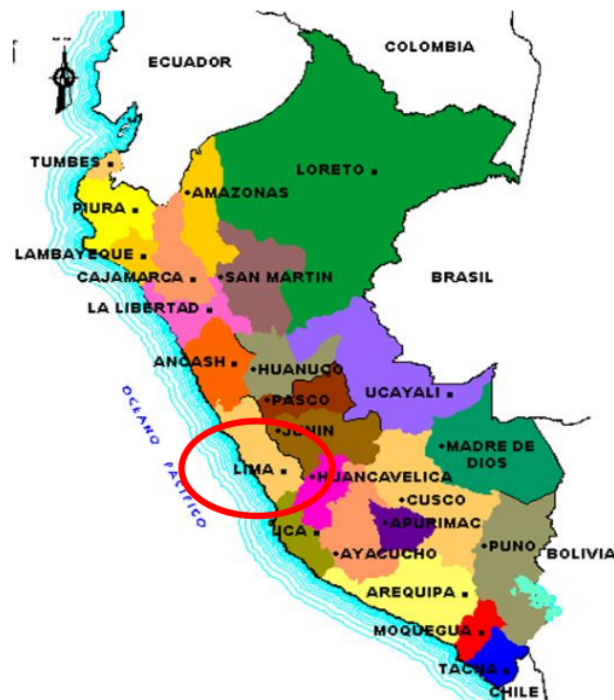 COLOMBIA
ECUADOR
TUMBES
LORETO
AMAZONAS
PIURA
LAMBAYEQUE
CAJAMARCA
SAN MARTIN
BRASIL
LA LIBERTAD
ANCASH
HUANUCO
UCAYALI
PASCO
OCEANO PACIFICO
JUNIN
MADRE DE
DIOS
LIMA
HUANCAVELICA
CUSCO
ICA
APURIMAC
AYACUCHO
PUNO
BOLIVIA
AREQUIPA
MOQUEGUA
TACNA
CHILE